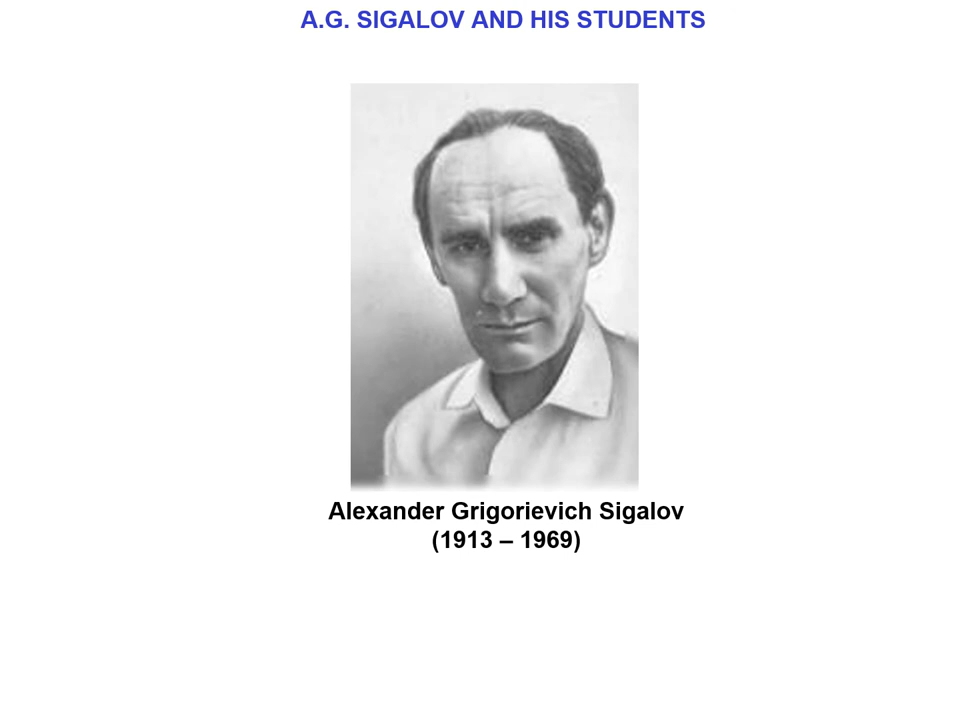 A.G. SIGALOV AND HIS STUDENTS
Alexander Grigorievich Sigalov
(1913 – 1969)